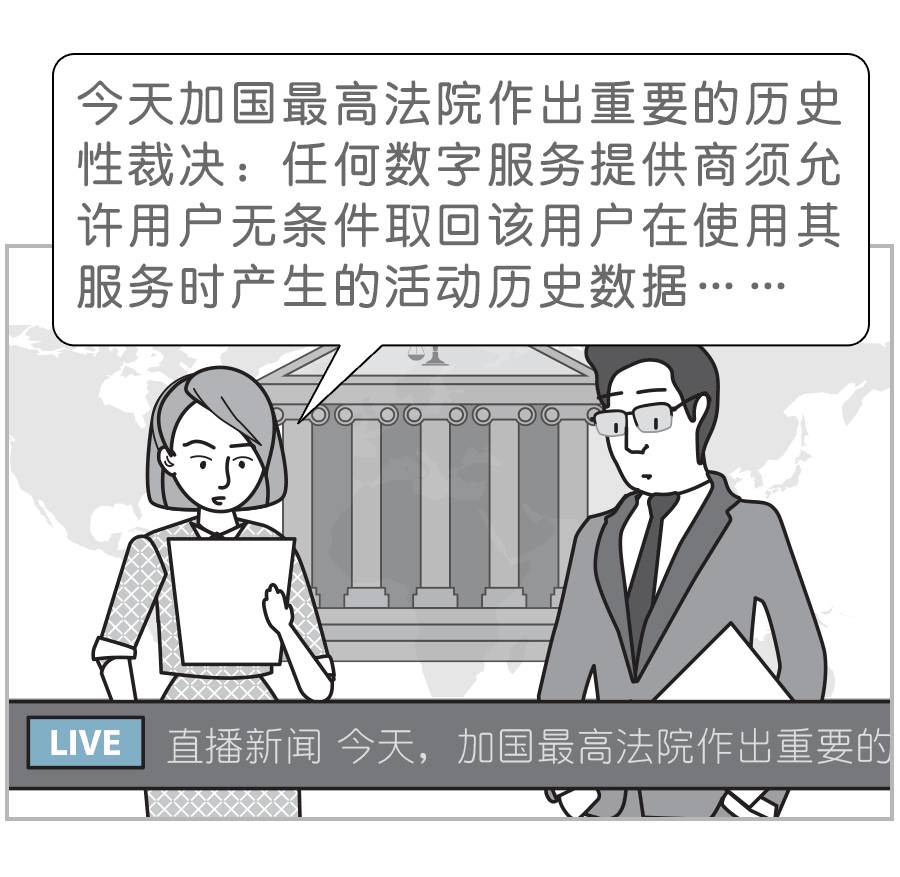 今天加国最高法院作出重要的历史
性裁决：任何数字服务提供商须允
许用户无条件取回该用户在使用其
服务时产生的活动历史数据……
LIVE 直播新闻 今天，加国最高法院作出重要的